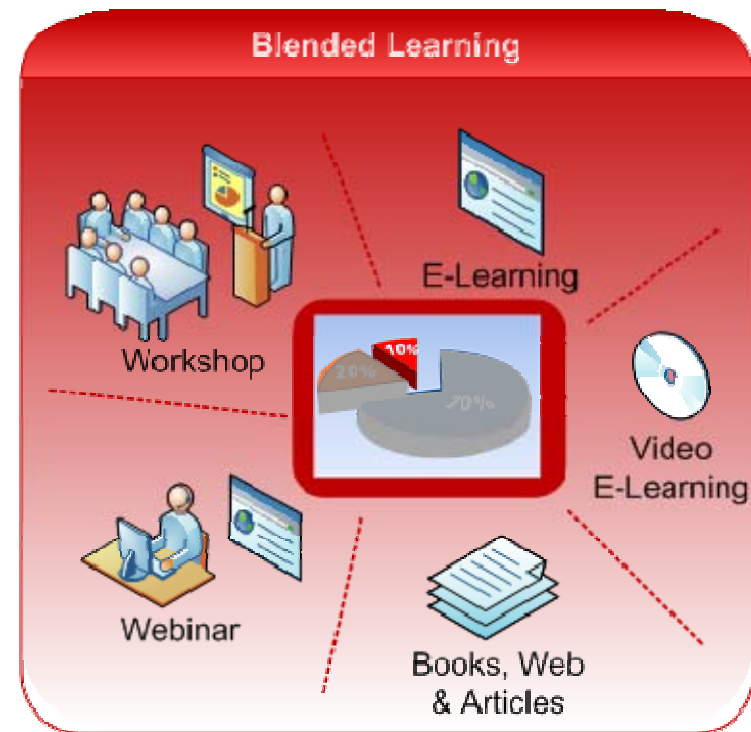 Blended Learning
E-Learning
Workshop
10%
20%
70%
Video
E-Learning
Webinar
Books, Web
& Articles